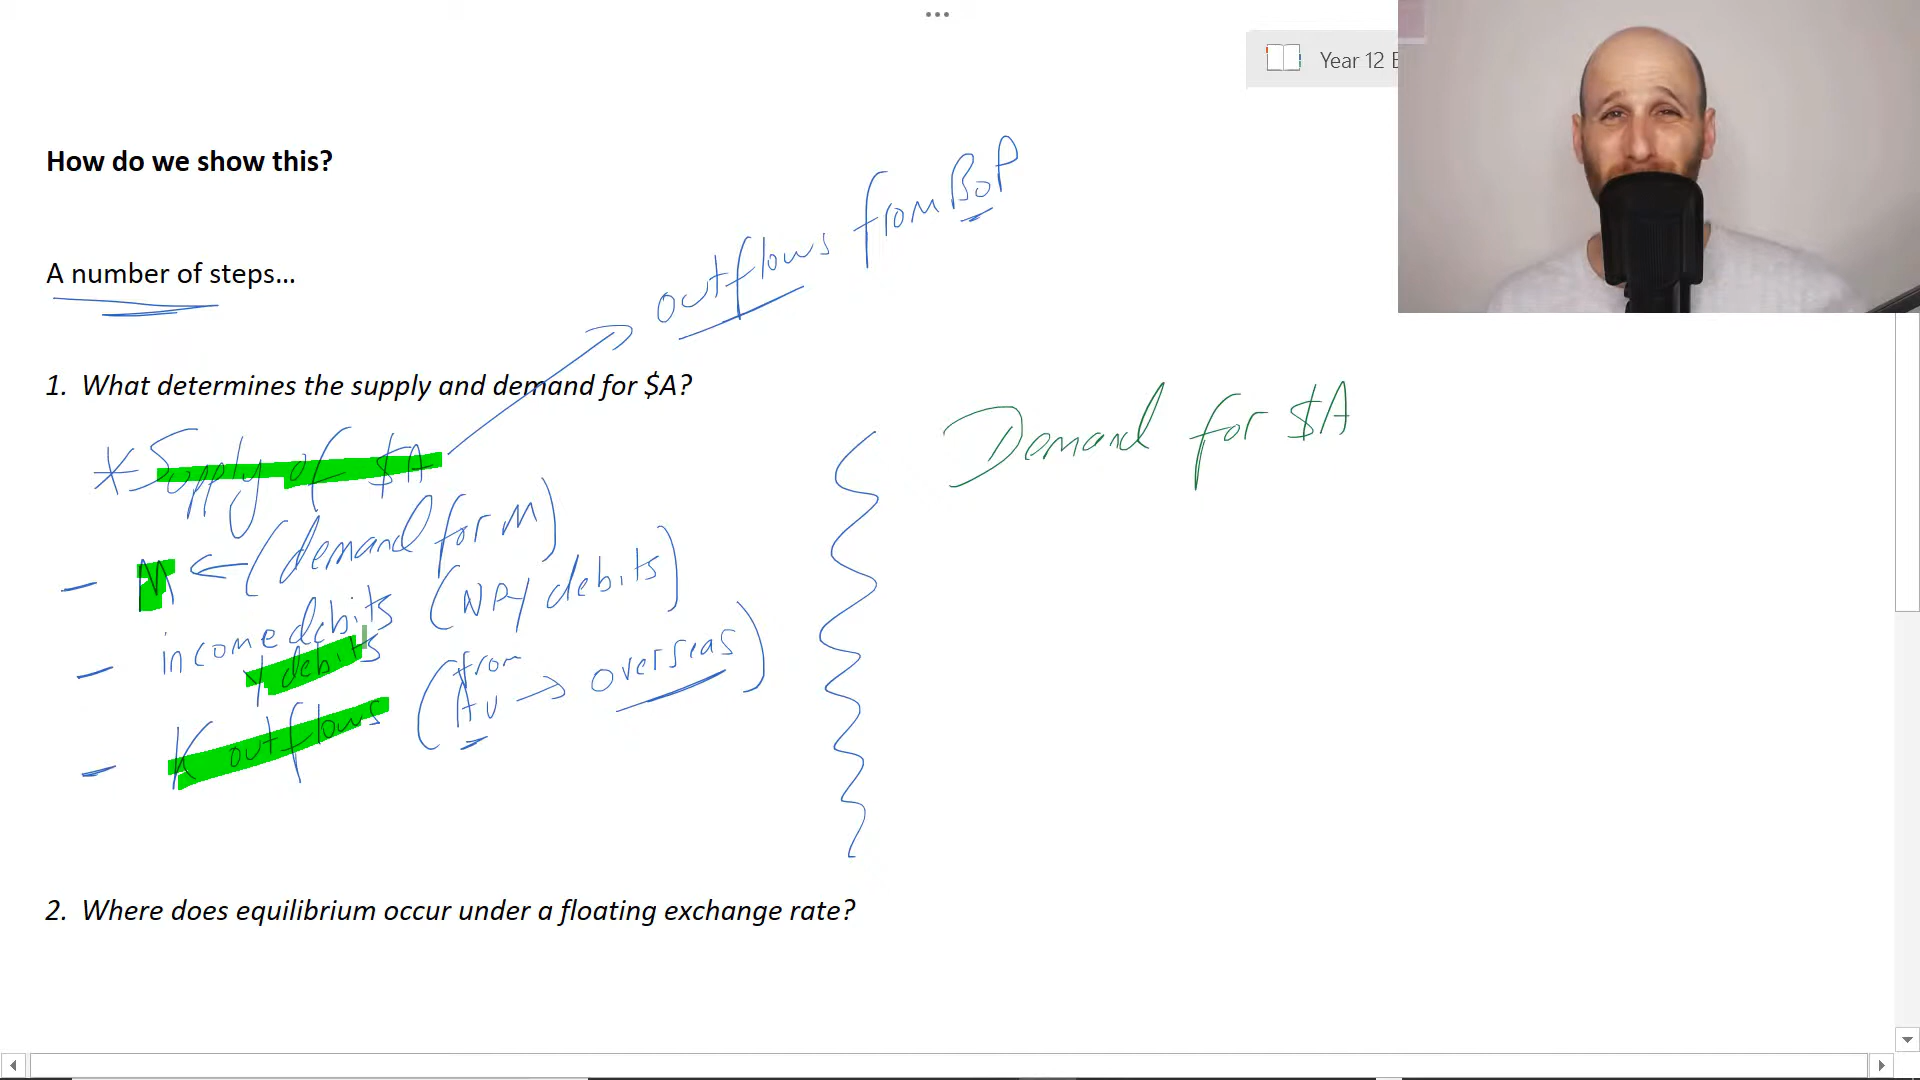 Year 12 E
How do we show this?
outflows from BoP
A number of steps...
1. What determines the supply and demand for $A?
* Supply of $A
Demand for $A
- M ← (demand for M)
- income debits (NPY debits)
Y debits
- K outflows (from AU → overseas)
2. Where does equilibrium occur under a floating exchange rate?